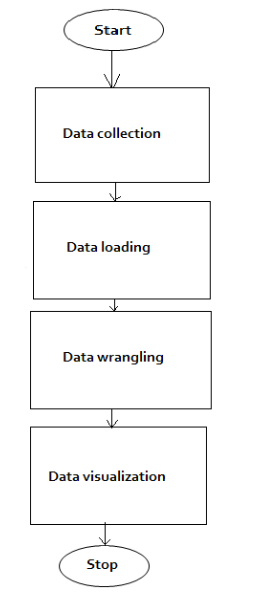 Start
Data collection
Data loading
Data wrangling
Data visualization
Stop